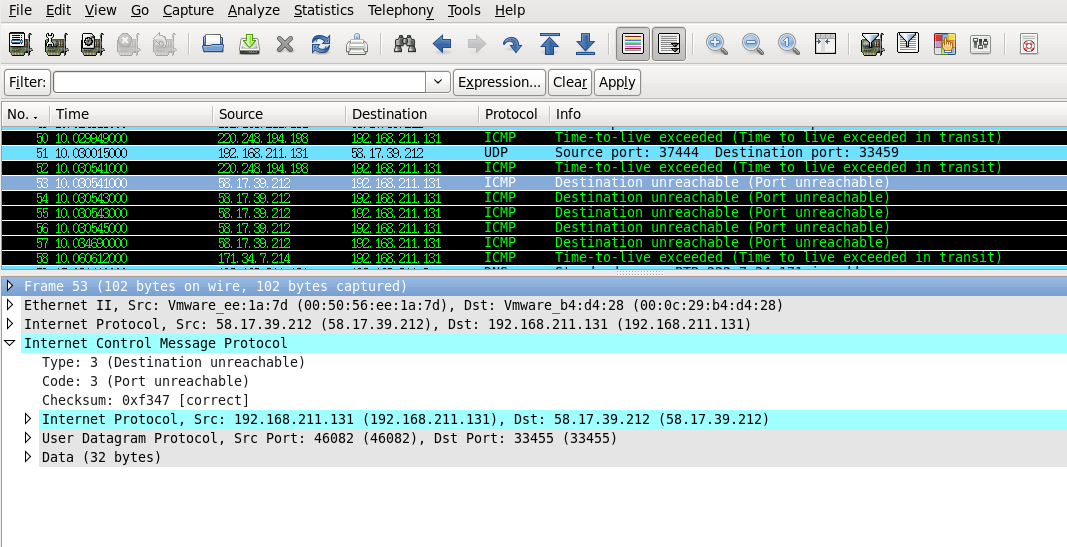 File Edit View Go Capture Analyze Statistics Telephony Tools Help
Filter: Expression... Clear Apply
No. . Time Source Destination Protocol Info
50 10.029949000 220.248.194.198 192.168.211.131 ICMP Time-to-live exceeded (Time to live exceeded in transit)
51 10.030015000 192.168.211.131 58.17.39.212 UDP Source port: 37444 Destination port: 33459
52 10.030541000 220.248.194.198 192.168.211.131 ICMP Time-to-live exceeded (Time to live exceeded in transit)
53 10.030541000 58.17.39.212 192.168.211.131 ICMP Destination unreachable (Port unreachable)
54 10.030543000 58.17.39.212 192.168.211.131 ICMP Destination unreachable (Port unreachable)
55 10.030543000 58.17.39.212 192.168.211.131 ICMP Destination unreachable (Port unreachable)
56 10.030545000 58.17.39.212 192.168.211.131 ICMP Destination unreachable (Port unreachable)
57 10.034690000 58.17.39.212 192.168.211.131 ICMP Destination unreachable (Port unreachable)
58 10.060612000 171.34.7.214 192.168.211.131 ICMP Time-to-live exceeded (Time to live exceeded in transit)
Frame 53 (102 bytes on wire, 102 bytes captured)
Ethernet II, Src: Vmware_ee:1a:7d (00:50:56:ee:1a:7d), Dst: Vmware_b4:d4:28 (00:0c:29:b4:d4:28)
Internet Protocol, Src: 58.17.39.212 (58.17.39.212), Dst: 192.168.211.131 (192.168.211.131)
Internet Control Message Protocol
Type: 3 (Destination unreachable)
Code: 3 (Port unreachable)
Checksum: 0xf347 [correct]
Internet Protocol, Src: 192.168.211.131 (192.168.211.131), Dst: 58.17.39.212 (58.17.39.212)
User Datagram Protocol, Src Port: 46082 (46082), Dst Port: 33455 (33455)
Data (32 bytes)